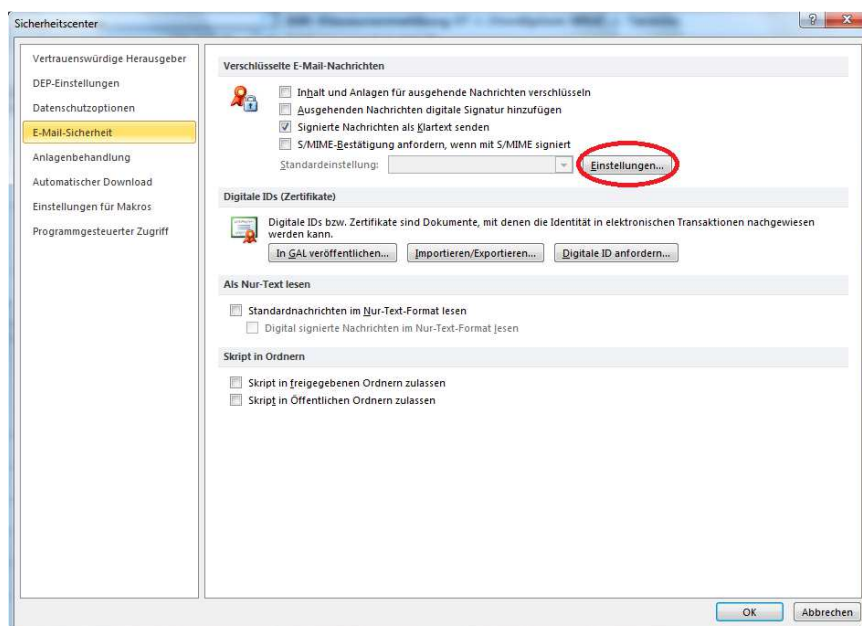 Sicherheitscenter
Vertrauenswürdige Herausgeber
DEP-Einstellungen
Datenschutzoptionen
E-Mail-Sicherheit
Anlagenbehandlung
Automatischer Download
Einstellungen für Makros
Programmgesteuerter Zugriff
Verschlüsselte E-Mail-Nachrichten
Inhalt und Anlagen für ausgehende Nachrichten verschlüsseln
Ausgehenden Nachrichten digitale Signatur hinzufügen
Signierte Nachrichten als Klartext senden
S/MIME-Bestätigung anfordern, wenn mit S/MIME signiert
Standardeinstellung:
Einstellungen...
Digitale IDs (Zertifikate)
Digitale IDs bzw. Zertifikate sind Dokumente, mit denen die Identität in elektronischen Transaktionen nachgewiesen
werden kann.
In GAL veröffentlichen... Importieren/Exportieren... Digitale ID anfordern...
Als Nur-Text lesen
Standardnachrichten im Nur-Text-Format lesen
Digital signierte Nachrichten im Nur-Text-Format lesen
Skript in Ordnern
Skript in freigegebenen Ordnern zulassen
Skript in Öffentlichen Ordnern zulassen
OK Abbrechen